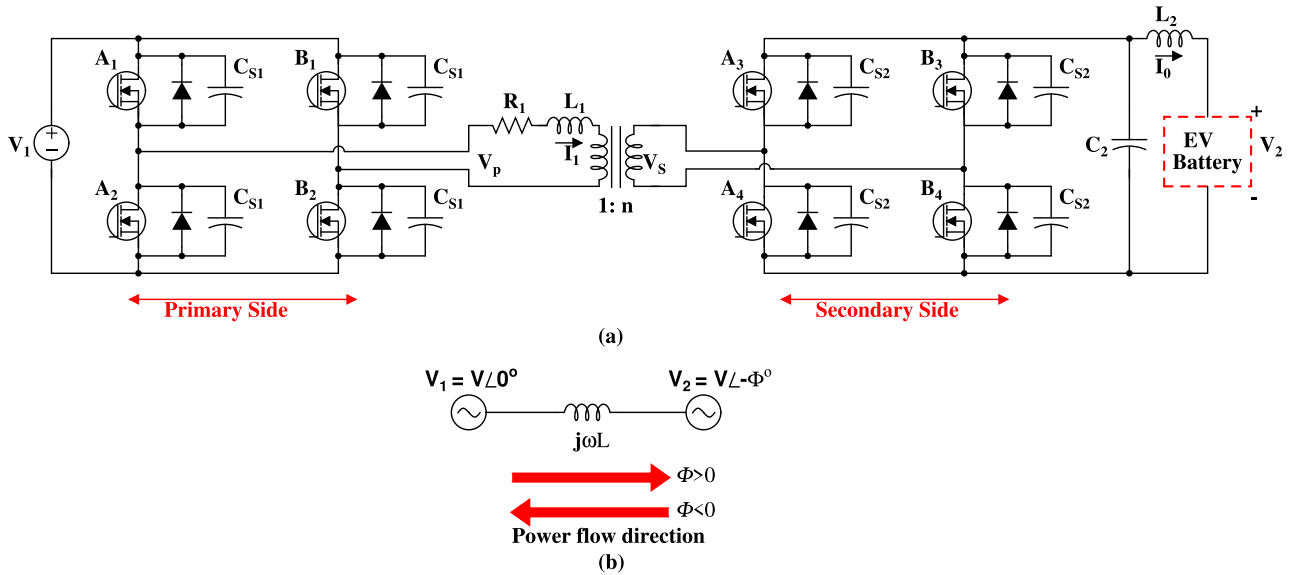 A1
CS1
B1
CS1
A3
CS2
B3
CS2
L2
I0
V1
R1
L1
I1
Vp
VS
1: n
C2
EV
Battery
+
V2
-
A2
CS1
B2
CS1
A4
CS2
B4
CS2
Primary Side
Secondary Side
(a)
V1 = V∠0º
V2 = V∠-Φº
jωL
Φ>0
Φ<0
Power flow direction
(b)